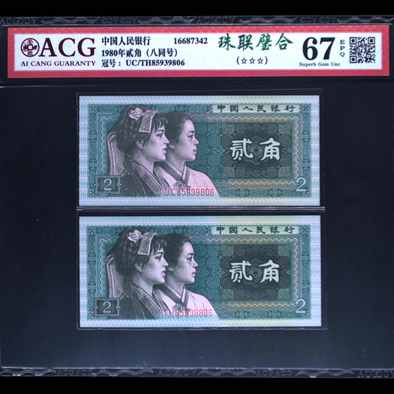 ACG
AI CANG GUARANTY
中国人民银行 16687342
1980年贰角（八同号）
冠号：UC/TH85939806
珠联璧合
(☆☆☆)
67 EPQ
Superb Gem Unc
中国人民银行
贰角
2 2
中国人民银行
贰角
2 2